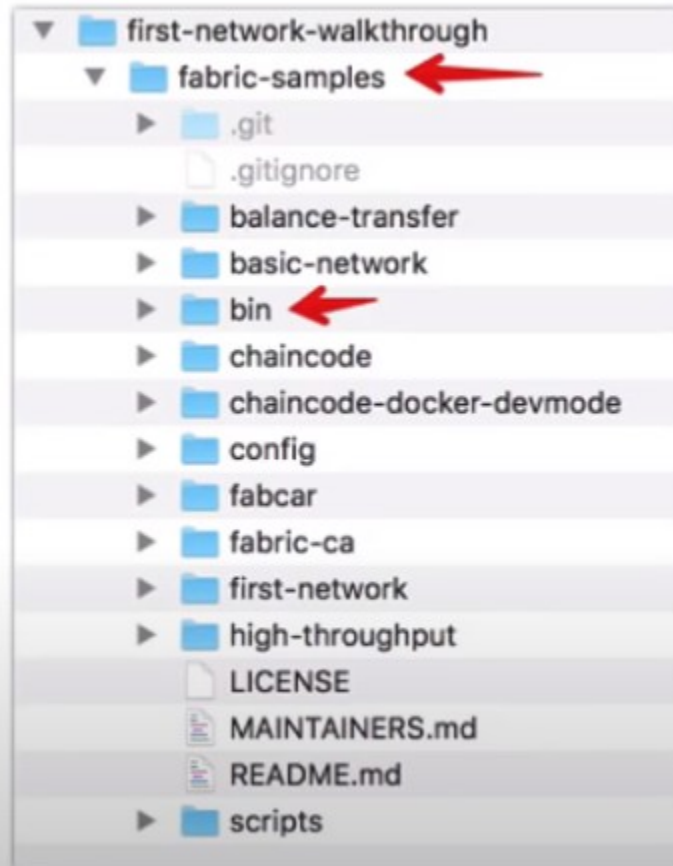 first-network-walkthrough
fabric-samples
.git
.gitignore
balance-transfer
basic-network
bin
chaincode
chaincode-docker-devmode
config
fabcar
fabric-ca
first-network
high-throughput
LICENSE
MAINTAINERS.md
README.md
scripts